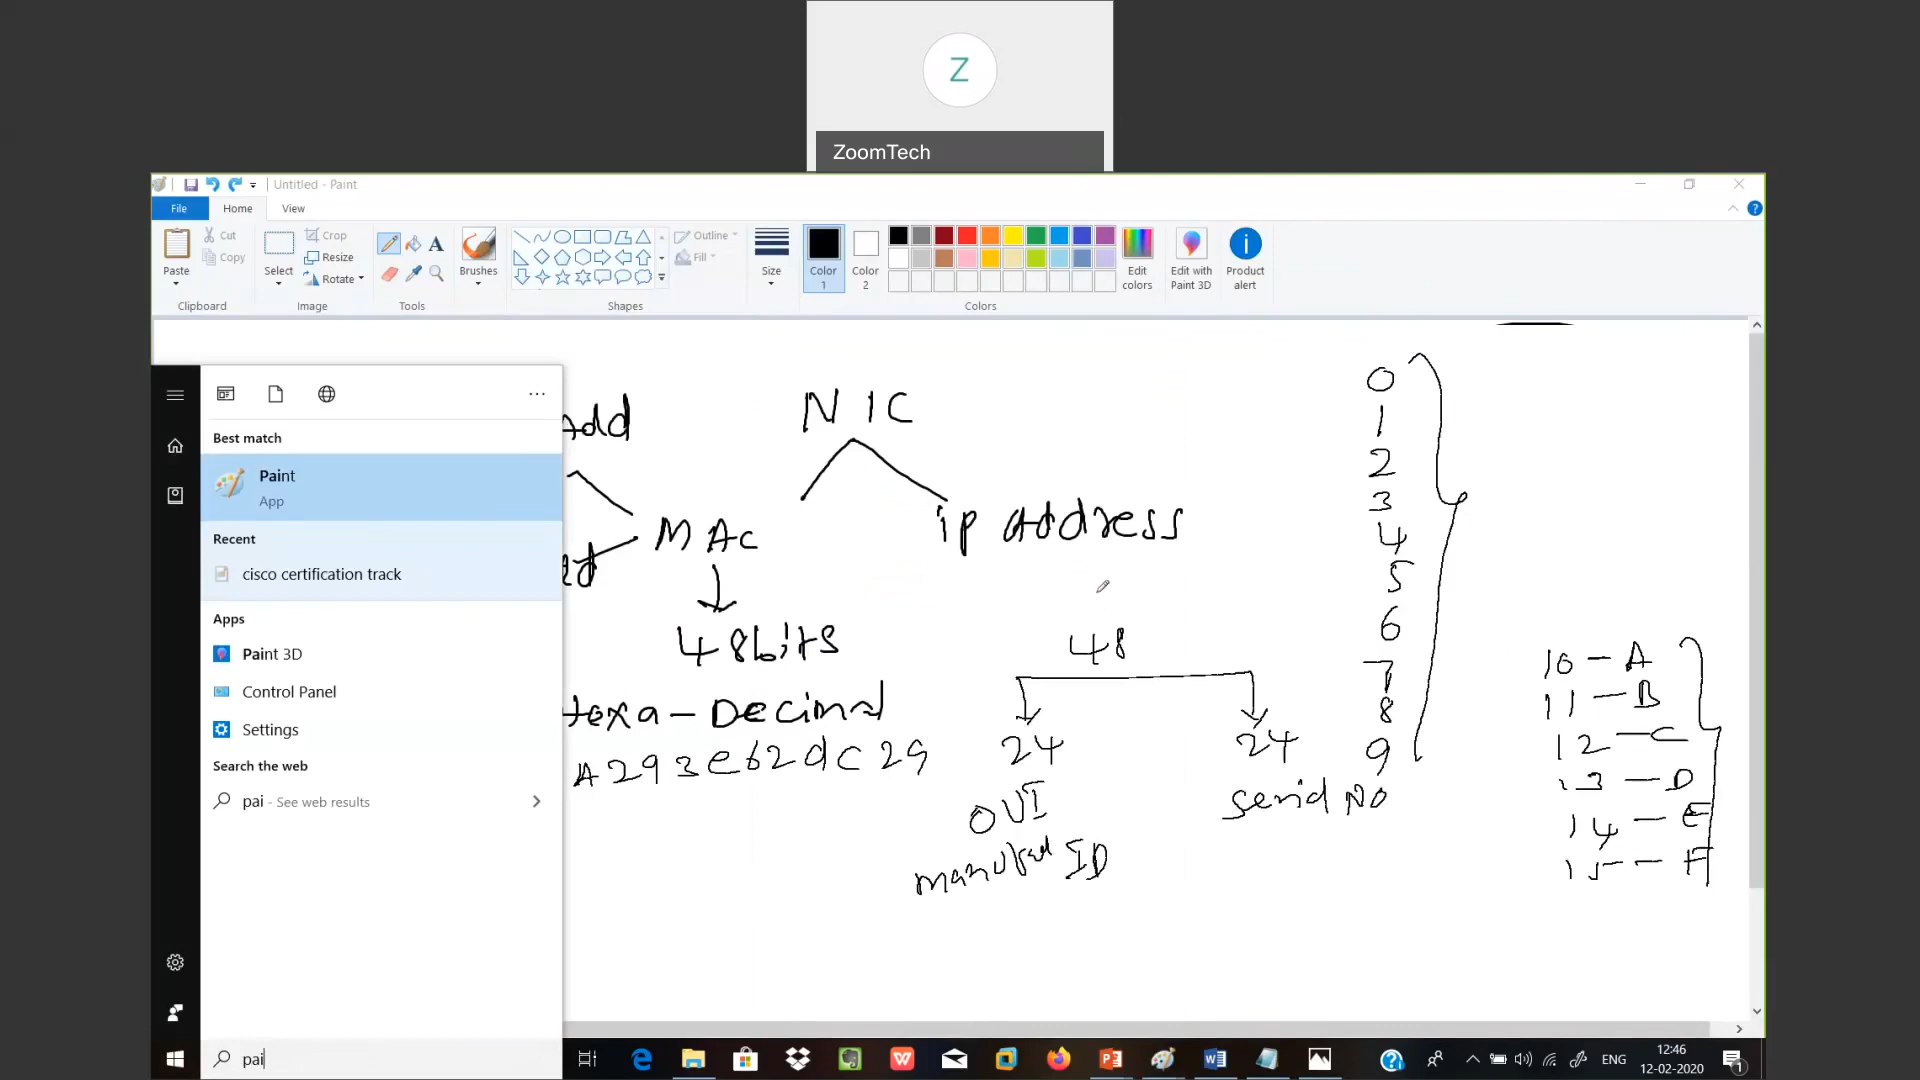 Z
ZoomTech
Untitled - Paint
File Home View
Paste
Cut
Copy
Clipboard
Select
Crop
Resize
Rotate
Image
A
Tools
Brushes
Outline
Fill
Shapes
Size
Color 1
Color 2
Colors
Edit colors
Edit with Paint 3D
Product alert
Best match
Paint
App
Recent
cisco certification track
Apps
Paint 3D
Control Panel
Settings
Search the web
pai - See web results
pai
Add
NIC
MAc
ip address
48bits
Hexa-Decimal
A293e62dc29
48
24 24
OUI
ID
serial NO
0
1
2
3
4
5
6
7
8
9
10 - A
11 - B
12 - C
13 - D
14 - E
15 - F
ENG
12:46
12-02-2020
1